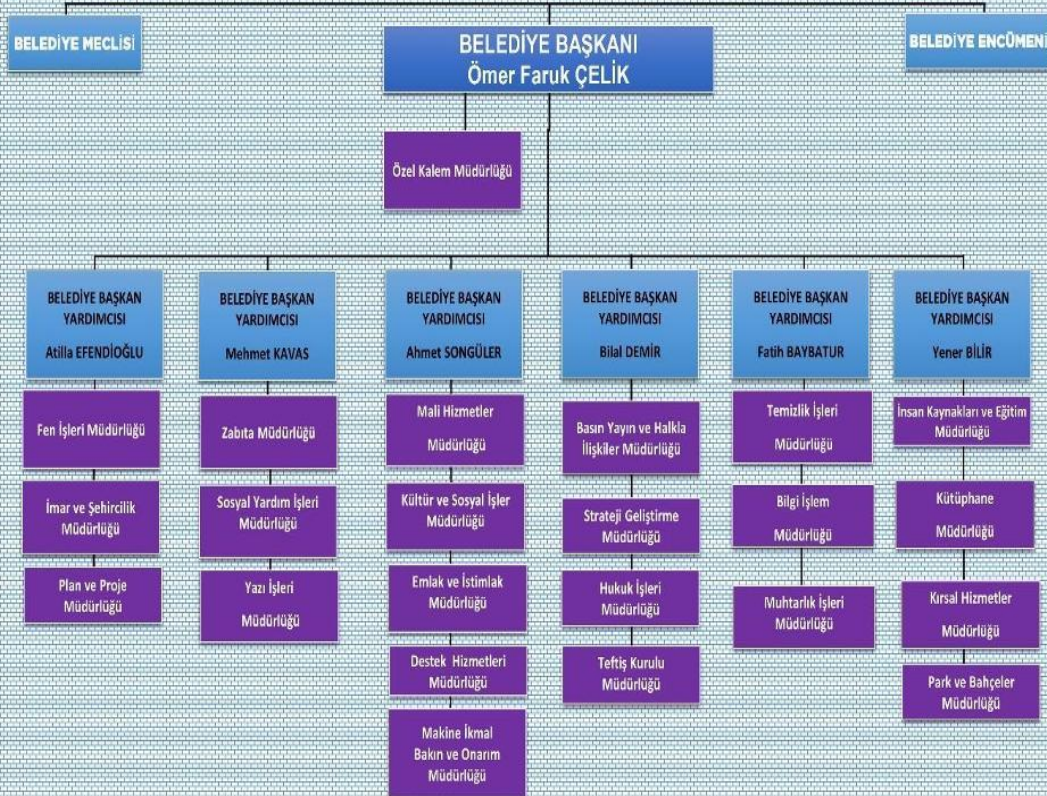 BELEDİYE MECLİSİ
BELEDİYE BAŞKANI
Ömer Faruk ÇELİK
BELEDİYE ENCÜMENİ
Özel Kalem Müdürlüğü
BELEDİYE BAŞKAN
YARDIMCISI
Atilla EFENDİOĞLU
Fen İşleri Müdürlüğü
İmar ve Şehircilik
Müdürlüğü
Plan ve Proje
Müdürlüğü
BELEDİYE BAŞKAN
YARDIMCISI
Mehmet KAVAS
Zabıta Müdürlüğü
Sosyal Yardım İşleri
Müdürlüğü
Yazı İşleri
Müdürlüğü
BELEDİYE BAŞKAN
YARDIMCISI
Ahmet SONGÜLER
Mali Hizmetler
Müdürlüğü
Kültür ve Sosyal İşler
Müdürlüğü
Emlak ve İstimlak
Müdürlüğü
Destek Hizmetleri
Müdürlüğü
Makine İkmal
Bakın ve Onarım
Müdürlüğü
BELEDİYE BAŞKAN
YARDIMCISI
Bilal DEMİR
Basın Yayın ve Halkla
İlişkiler Müdürlüğü
Strateji Geliştirme
Müdürlüğü
Hukuk İşleri
Müdürlüğü
Teftiş Kurulu
Müdürlüğü
BELEDİYE BAŞKAN
YARDIMCISI
Fatih BAYBATUR
Temizlik İşleri
Müdürlüğü
Bilgi İşlem
Müdürlüğü
Muhtarlık İşleri
Müdürlüğü
BELEDİYE BAŞKAN
YARDIMCISI
Yener BİLİR
İnsan Kaynakları ve Eğitim
Müdürlüğü
Kütüphane
Müdürlüğü
Kırsal Hizmetler
Müdürlüğü
Park ve Bahçeler
Müdürlüğü